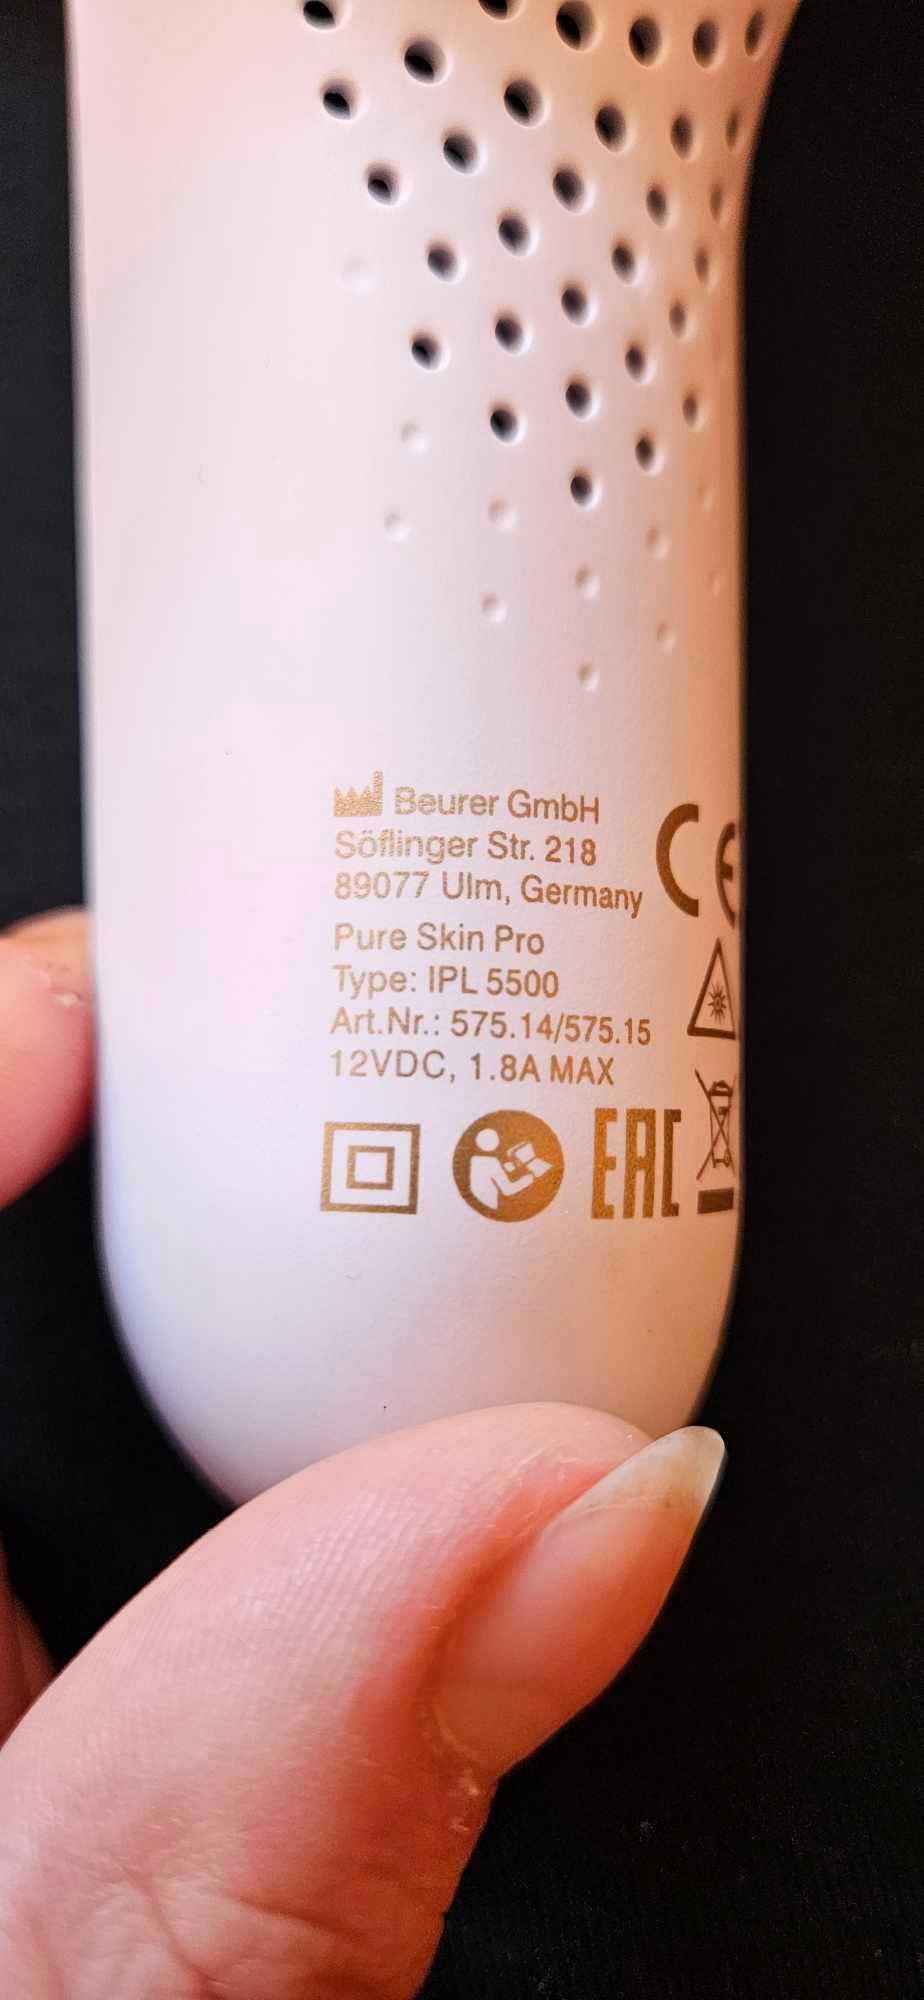 Beurer GmbH
Söflinger Str. 218
89077 Ulm, Germany
Pure Skin Pro
Type: IPL 5500
Art.Nr.: 575.14/575.15
12VDC, 1.8A MAX
CE
EAC